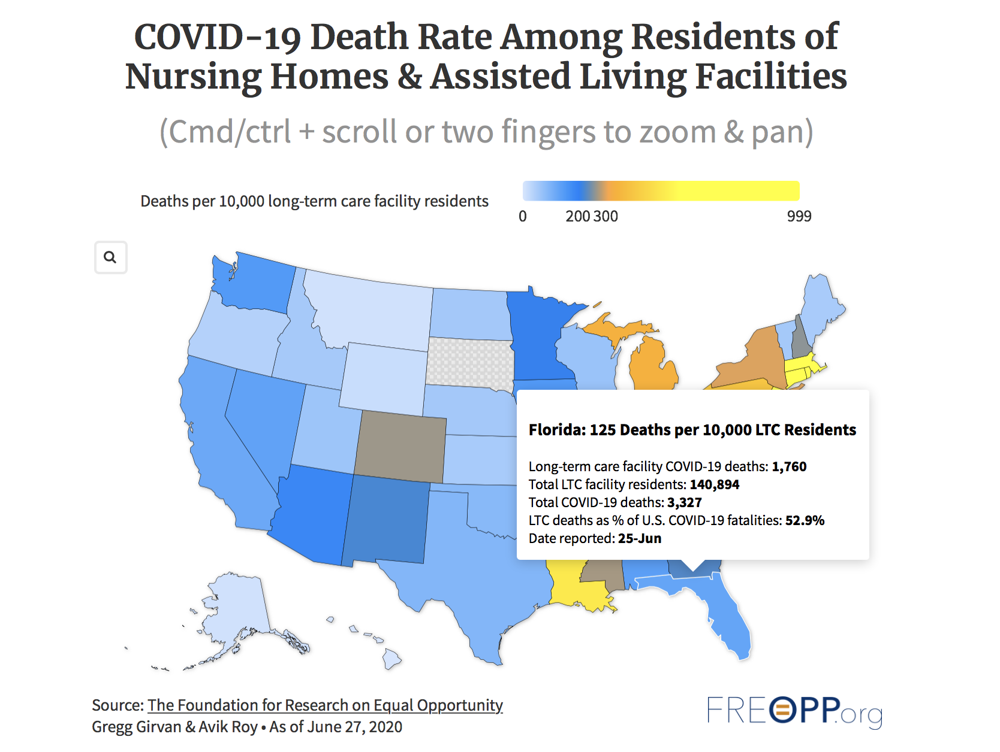 COVID-19 Death Rate Among Residents of
Nursing Homes & Assisted Living Facilities
(Cmd/ctrl + scroll or two fingers to zoom & pan)
Deaths per 10,000 long-term care facility residents
0 200 300 999
Florida: 125 Deaths per 10,000 LTC Residents
Long-term care facility COVID-19 deaths: 1,760
Total LTC facility residents: 140,894
Total COVID-19 deaths: 3,327
LTC deaths as % of U.S. COVID-19 fatalities: 52.9%
Date reported: 25-Jun
Source: The Foundation for Research on Equal Opportunity
Gregg Girvan & Avik Roy • As of June 27, 2020
FREOPP.org